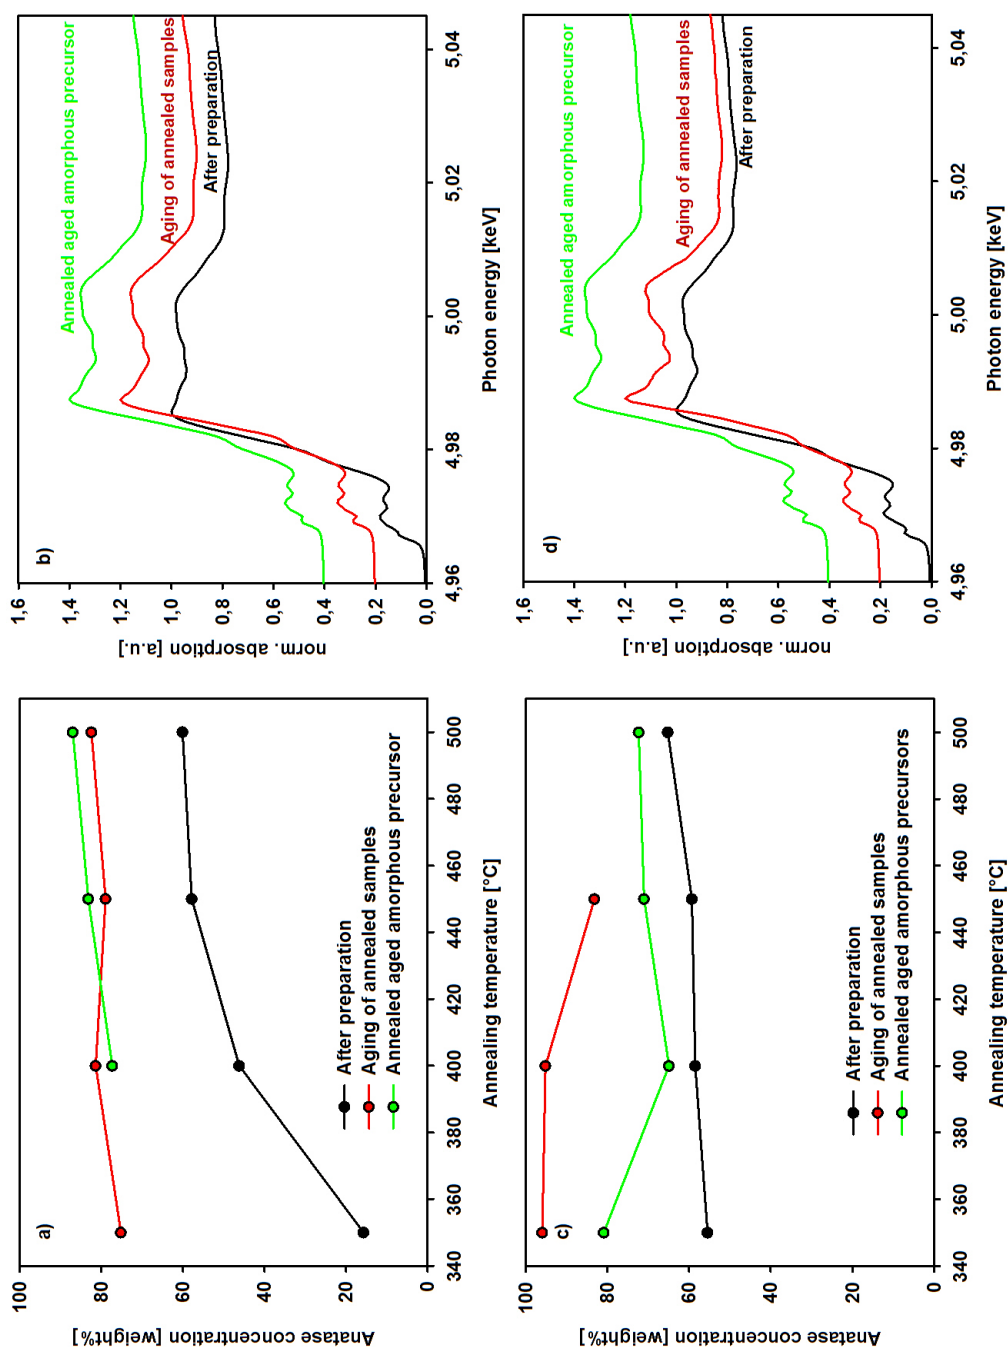 a)
100
80
60
40
20
0
Anatase concentration [weight%]
340 360 380 400 420 440 460 480 500
Annealing temperature [°C]
After preparation
Aging of annealed samples
Annealed aged amorphous precursor
b)
1,6
1,4
1,2
1,0
0,8
0,6
0,4
0,2
0,0
norm. absorption [a.u.]
4,96 4,98 5,00 5,02 5,04
Photon energy [keV]
Annealed aged amorphous precursor
Aging of annealed samples
After preparation
c)
100
80
60
40
20
0
Anatase concentration [weight%]
340 360 380 400 420 440 460 480 500
Annealing temperature [°C]
After preparation
Aging of annealed samples
Annealed aged amorphous precursors
d)
1,6
1,4
1,2
1,0
0,8
0,6
0,4
0,2
0,0
norm. absorption [a.u.]
4,96 4,98 5,00 5,02 5,04
Photon energy [keV]
Annealed aged amorphous precursor
Aging of annealed samples
After preparation